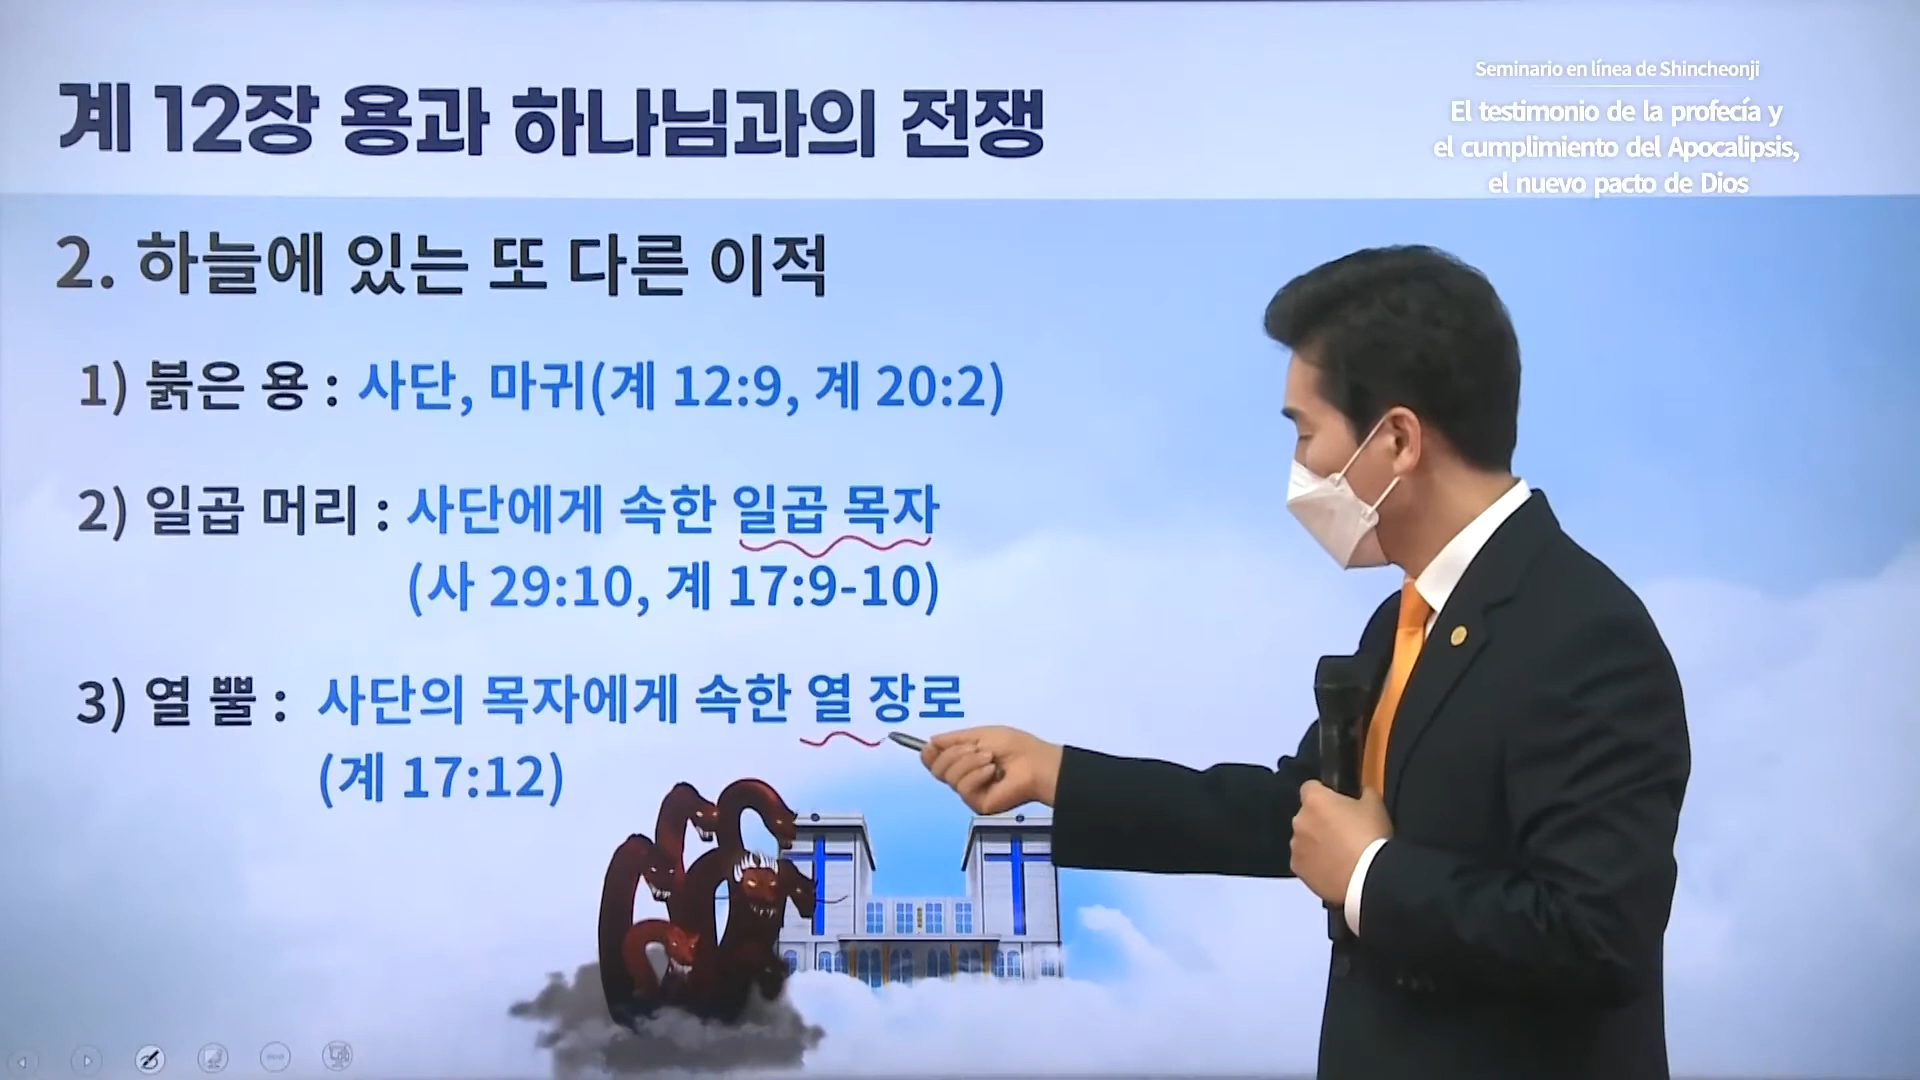 계 12장 용과 하나님과의 전쟁
Seminario en línea de Shincheonji
El testimonio de la profecía y
el cumplimiento del Apocalipsis,
el nuevo pacto de Dios
2. 하늘에 있는 또 다른 이적
1) 붉은 용 : 사단, 마귀(계 12:9, 계 20:2)
2) 일곱 머리 : 사단에게 속한 일곱 목자
(사 29:10, 계 17:9-10)
3) 열 뿔 : 사단의 목자에게 속한 열 장로
(계 17:12)